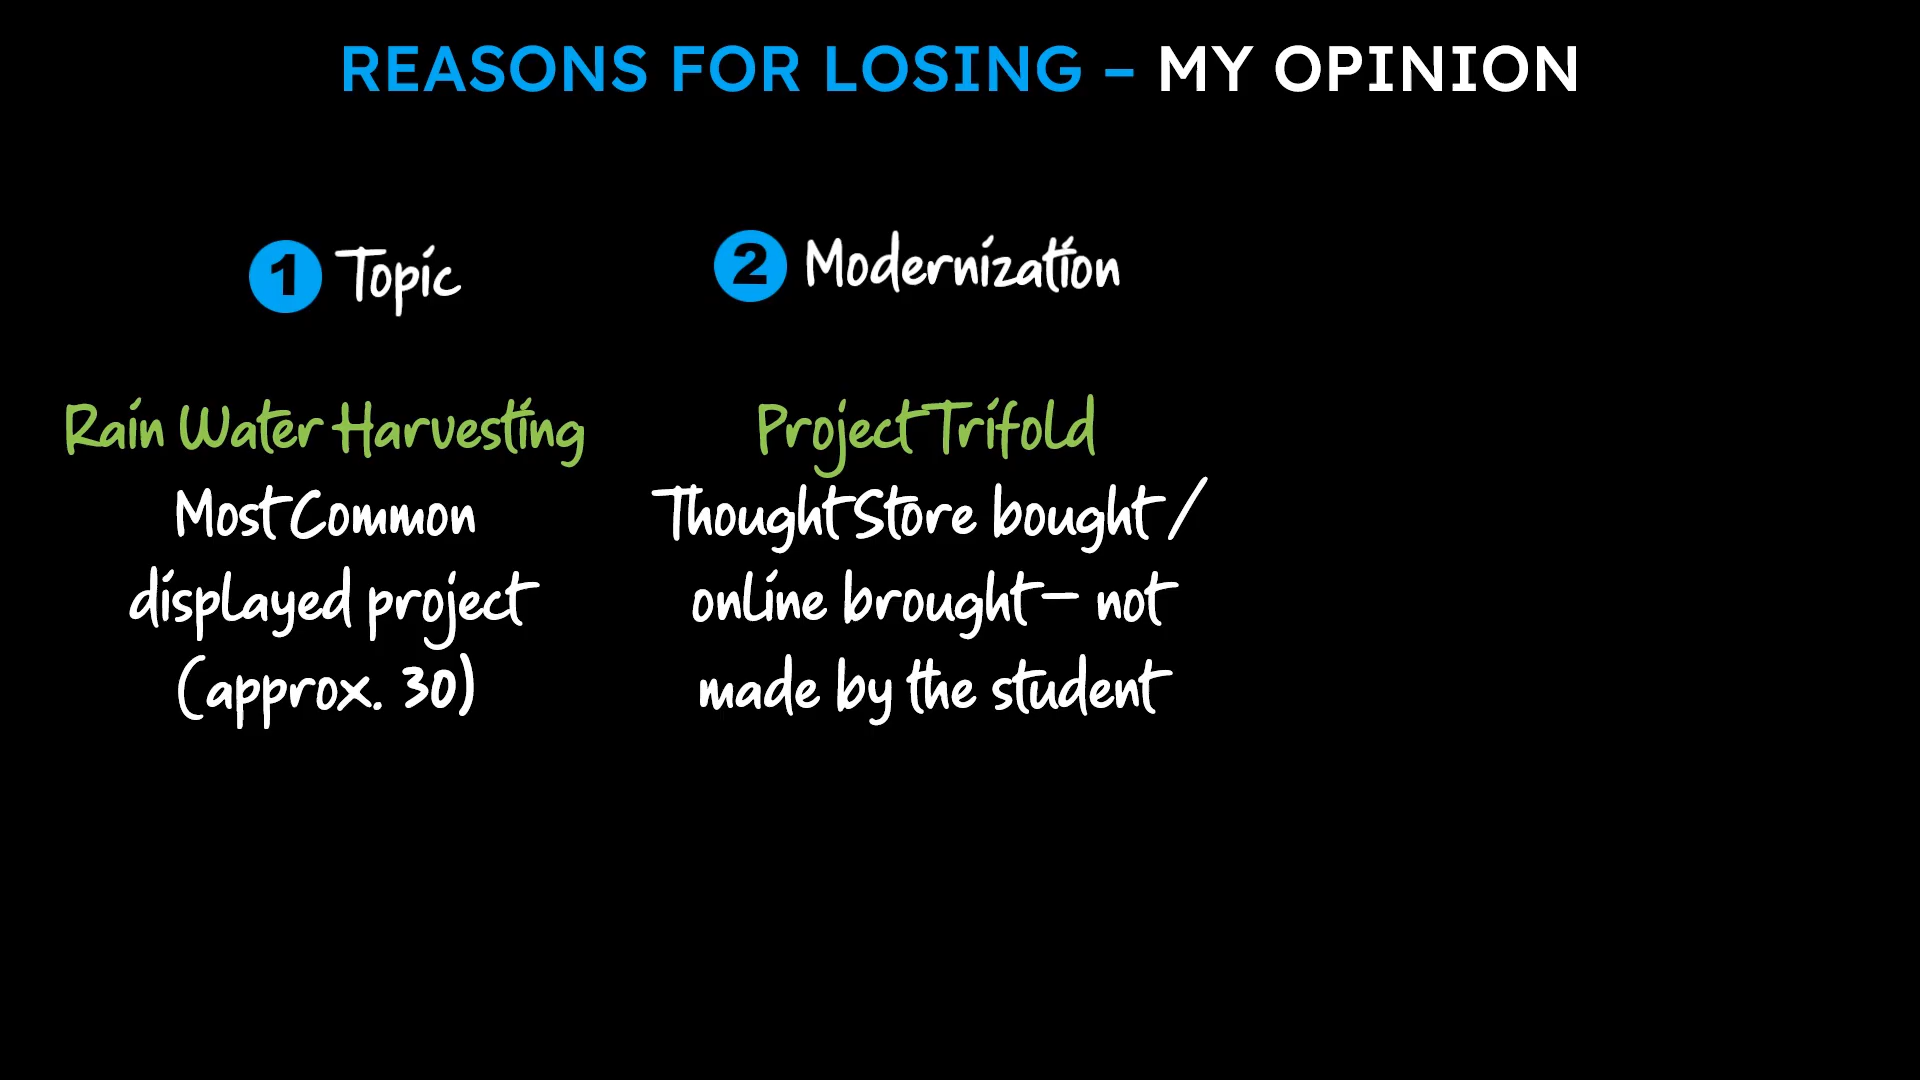 REASONS FOR LOSING – MY OPINION
1 Topic
Rain Water Harvesting
Most Common
displayed project
(approx. 30)
2 Modernization
Project Trifold
Thought Store bought /
online brought – not
made by the student